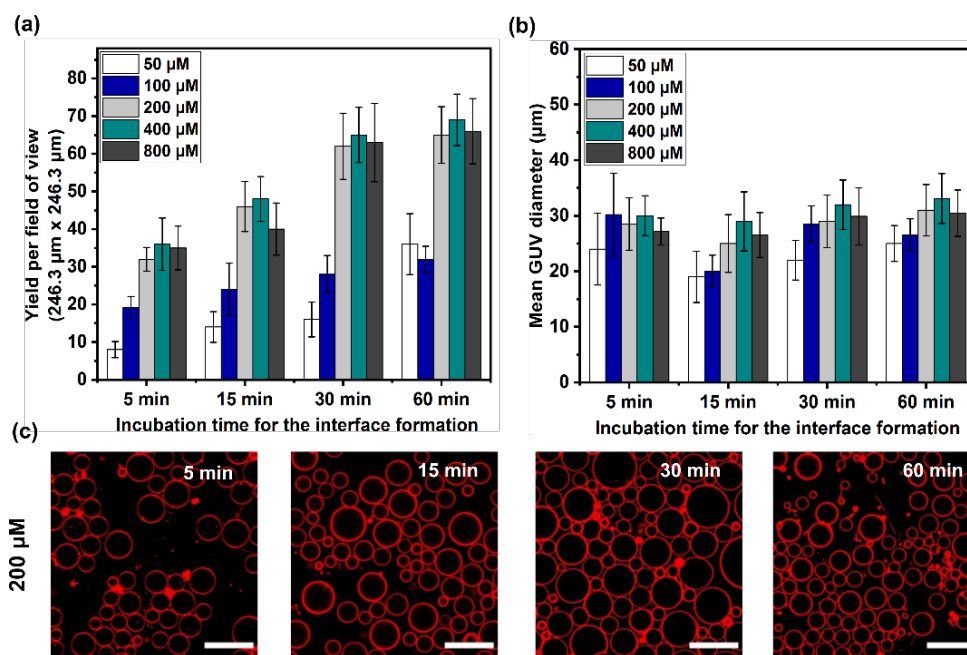 (a)
50 µM
100 µM
200 µM
400 µM
800 µM
80
70
60
50
40
30
20
10
0
Yield per field of view
(246.3 µm x 246.3 µm)
5 min
15 min
30 min
60 min
Incubation time for the interface formation
(b)
50 µM
100 µM
200 µM
400 µM
800 µM
60
50
40
30
20
10
0
Mean GUV diameter (µm)
5 min
15 min
30 min
60 min
Incubation time for the interface formation
(c)
200 µM
5 min
15 min
30 min
60 min